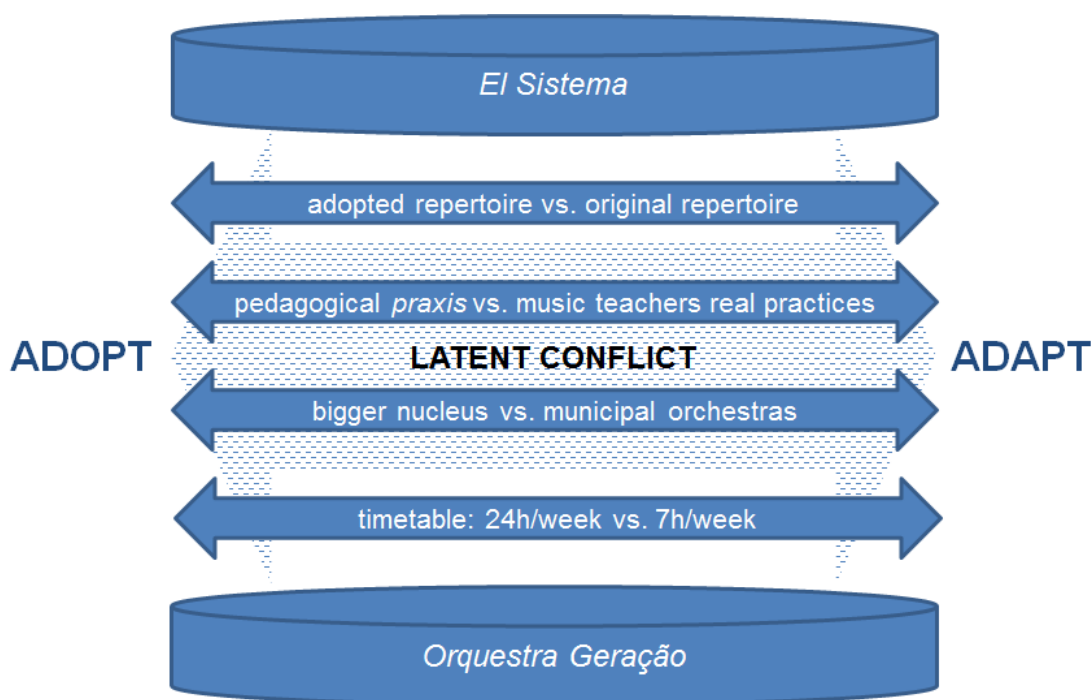 El Sistema
adopted repertoire vs. original repertoire
pedagogical praxis vs. music teachers real practices
ADOPT
LATENT CONFLICT
ADAPT
bigger nucleus vs. municipal orchestras
timetable: 24h/week vs. 7h/week
Orquestra Geração